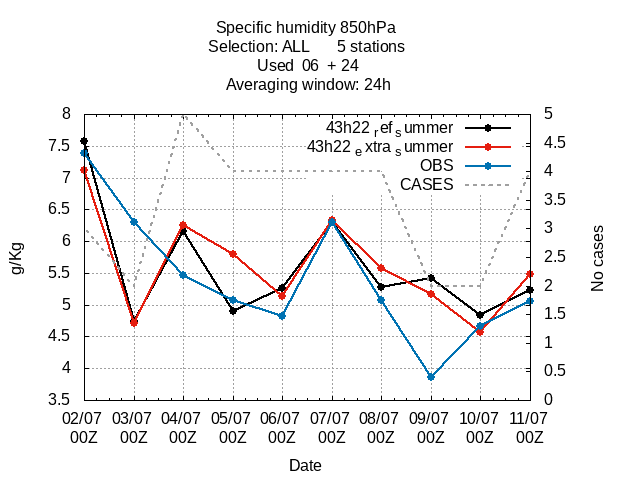 Specific humidity 850hPa
Selection: ALL      5 stations
Used  06  + 24
Averaging window: 24h
43h22 refsummer
43h22 extrasummer
OBS
CASES
8
7.5
7
6.5
6
5.5
5
4.5
4
3.5
g/Kg
5
4.5
4
3.5
3
2.5
2
1.5
1
0.5
0
No cases
02/07 03/07 04/07 05/07 06/07 07/07 08/07 09/07 10/07 11/07
00Z 00Z 00Z 00Z 00Z 00Z 00Z 00Z 00Z 00Z
Date